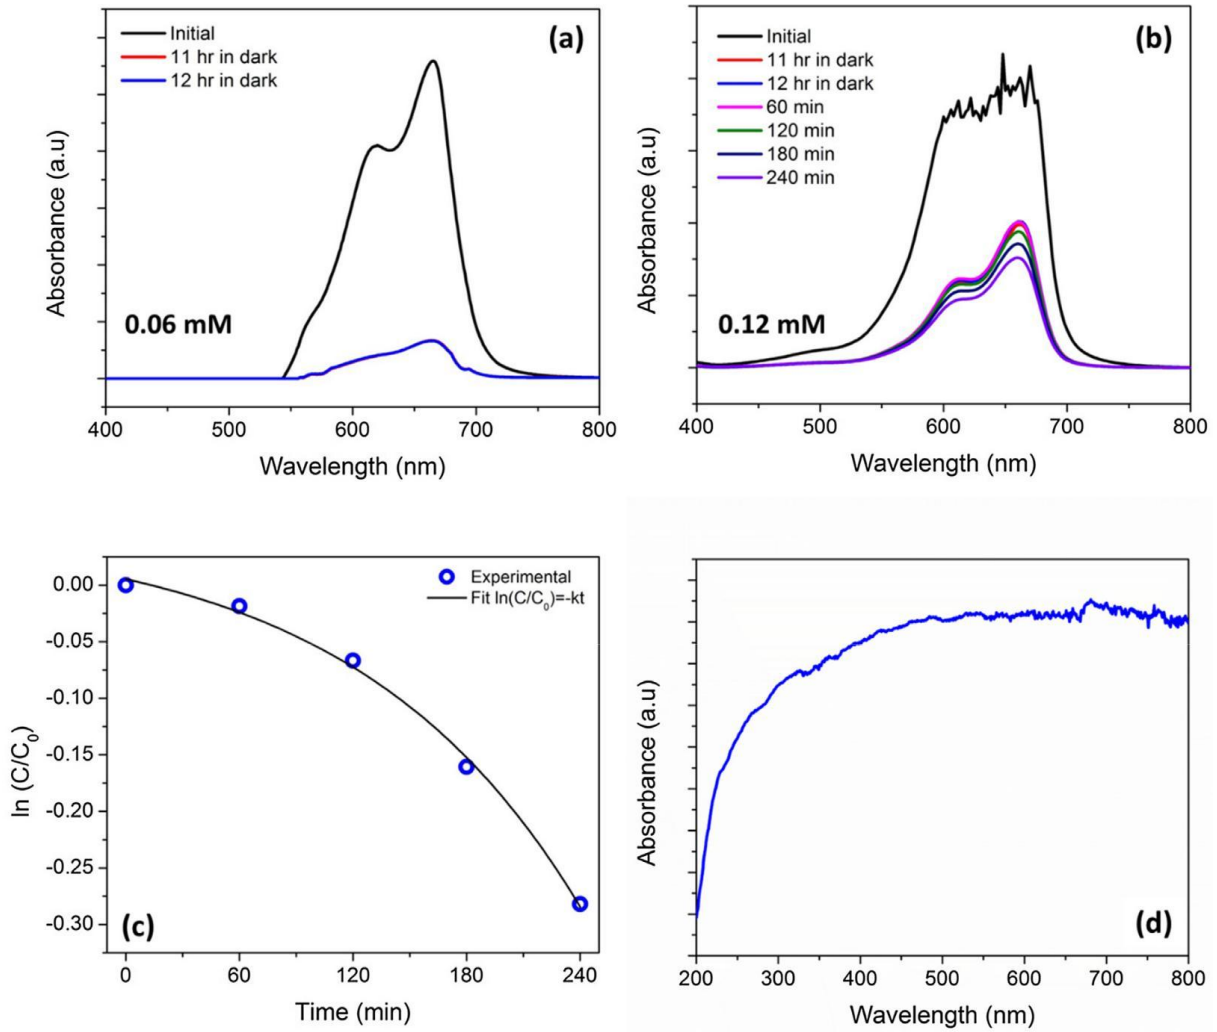 (a)
Initial
11 hr in dark
12 hr in dark
Absorbance (a.u)
0.06 mM
400 500 600 700 800
Wavelength (nm)
(b)
Initial
11 hr in dark
12 hr in dark
60 min
120 min
180 min
240 min
Absorbance (a.u)
0.12 mM
400 500 600 700 800
Wavelength (nm)
Experimental
Fit ln(C/C₀)=-kt
0.00
-0.05
-0.10
-0.15
-0.20
-0.25
-0.30
ln (C/C₀)
(c)
0 60 120 180 240
Time (min)
Absorbance (a.u)
(d)
200 300 400 500 600 700 800
Wavelength (nm)